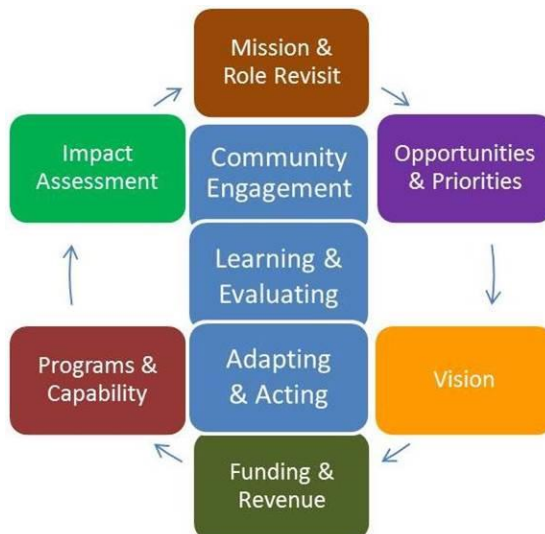 Mission &
Role Revisit
Impact
Assessment
Community
Engagement
Opportunities
& Priorities
Learning &
Evaluating
Programs &
Capability
Adapting
& Acting
Vision
Funding &
Revenue